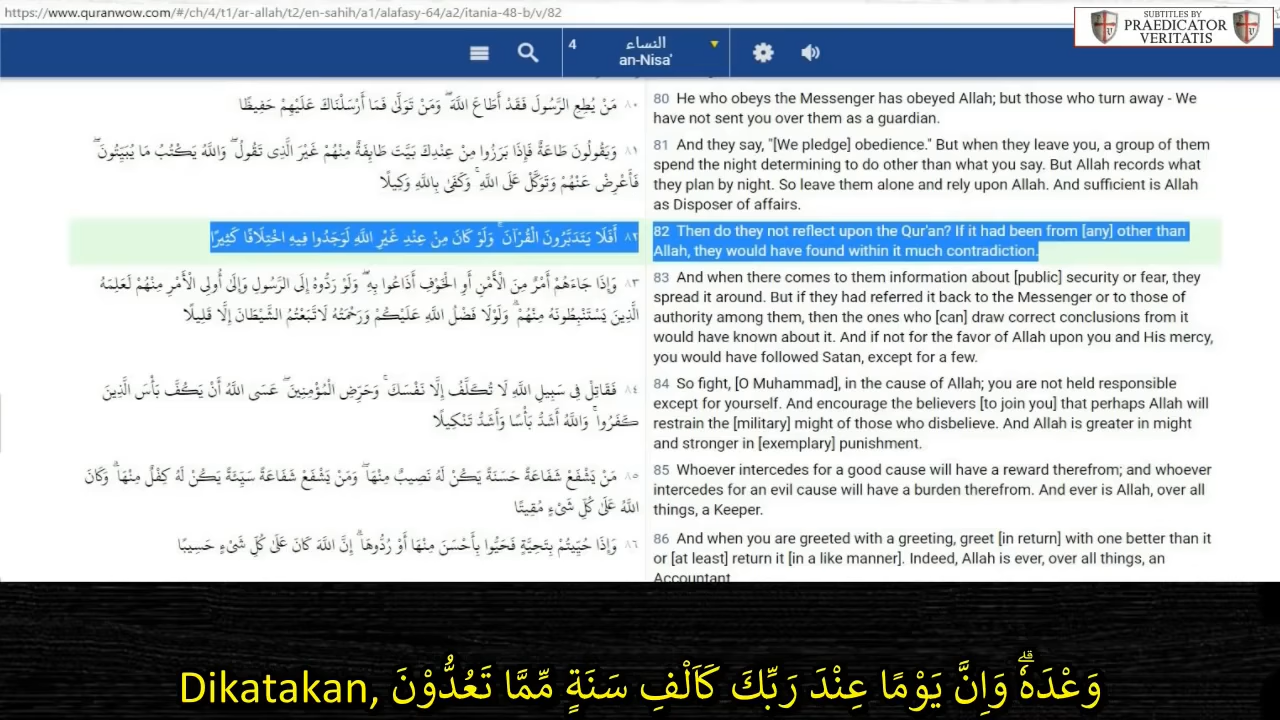 https://www.quranwow.com/#/ch/4/t1/ar-allah/t2/en-sahih/a1/alafasy-64/a2/itania-48-b/v/82
SUBTITLES BY
PRAEDICATOR
VERITATIS
4
النساء
an-Nisa'
٨٠ مَنْ يُطِعِ الرَّسُولَ فَقَدْ أَطَاعَ اللَّهَ ۖ وَمَنْ تَوَلَّىٰ فَمَا أَرْسَلْنَاكَ عَلَيْهِمْ حَفِيظًا
٨١ وَيَقُولُونَ طَاعَةٌ فَإِذَا بَرَزُوا مِنْ عِنْدِكَ بَيَّتَ طَائِفَةٌ مِنْهُمْ غَيْرَ الَّذِي تَقُولُ ۖ وَاللَّهُ يَكْتُبُ مَا يُبَيِّتُونَ ۖ
فَأَعْرِضْ عَنْهُمْ وَتَوَكَّلْ عَلَى اللَّهِ ۚ وَكَفَىٰ بِاللَّهِ وَكِيلًا
٨٢ أَفَلَا يَتَدَبَّرُونَ الْقُرْآنَ ۚ وَلَوْ كَانَ مِنْ عِنْدِ غَيْرِ اللَّهِ لَوَجَدُوا فِيهِ اخْتِلَافًا كَثِيرًا
٨٣ وَإِذَا جَاءَهُمْ أَمْرٌ مِنَ الْأَمْنِ أَوِ الْخَوْفِ أَذَاعُوا بِهِ ۖ وَلَوْ رَدُّوهُ إِلَى الرَّسُولِ وَإِلَىٰ أُولِي الْأَمْرِ مِنْهُمْ لَعَلِمَهُ
الَّذِينَ يَسْتَنْبِطُونَهُ مِنْهُمْ ۗ وَلَوْلَا فَضْلُ اللَّهِ عَلَيْكُمْ وَرَحْمَتُهُ لَاتَّبَعْتُمُ الشَّيْطَانَ إِلَّا قَلِيلًا
٨٤ فَقَاتِلْ فِي سَبِيلِ اللَّهِ لَا تُكَلَّفُ إِلَّا نَفْسَكَ ۚ وَحَرِّضِ الْمُؤْمِنِينَ ۖ عَسَى اللَّهُ أَنْ يَكُفَّ بَأْسَ الَّذِينَ
كَفَرُوا ۚ وَاللَّهُ أَشَدُّ بَأْسًا وَأَشَدُّ تَنْكِيلًا
٨٥ مَنْ يَشْفَعْ شَفَاعَةً حَسَنَةً يَكُنْ لَهُ نَصِيبٌ مِنْهَا ۖ وَمَنْ يَشْفَعْ شَفَاعَةً سَيِّئَةً يَكُنْ لَهُ كِفْلٌ مِنْهَا ۗ وَكَانَ
اللَّهُ عَلَىٰ كُلِّ شَيْءٍ مُقِيتًا
٨٦ وَإِذَا حُيِّيتُمْ بِتَحِيَّةٍ فَحَيُّوا بِأَحْسَنَ مِنْهَا أَوْ رُدُّوهَا ۗ إِنَّ اللَّهَ كَانَ عَلَىٰ كُلِّ شَيْءٍ حَسِيبًا
80 He who obeys the Messenger has obeyed Allah; but those who turn away - We
have not sent you over them as a guardian.
81 And they say, "[We pledge] obedience." But when they leave you, a group of them
spend the night determining to do other than what you say. But Allah records what
they plan by night. So leave them alone and rely upon Allah. And sufficient is Allah
as Disposer of affairs.
82 Then do they not reflect upon the Qur'an? If it had been from [any] other than
Allah, they would have found within it much contradiction.
83 And when there comes to them information about [public] security or fear, they
spread it around. But if they had referred it back to the Messenger or to those of
authority among them, then the ones who [can] draw correct conclusions from it
would have known about it. And if not for the favor of Allah upon you and His mercy,
you would have followed Satan, except for a few.
84 So fight, [O Muhammad], in the cause of Allah; you are not held responsible
except for yourself. And encourage the believers [to join you] that perhaps Allah will
restrain the [military] might of those who disbelieve. And Allah is greater in might
and stronger in [exemplary] punishment.
85 Whoever intercedes for a good cause will have a reward therefrom; and whoever
intercedes for an evil cause will have a burden therefrom. And ever is Allah, over all
things, a Keeper.
86 And when you are greeted with a greeting, greet [in return] with one better than it
or [at least] return it [in a like manner]. Indeed, Allah is ever, over all things, an
Accountant
Dikatakan, وَعْدَهٗۗ وَاِنَّ يَوْمًا عِنْدَ رَبِّكَ كَاَلْفِ سَنَةٍ مِّمَّا تَعُدُّوْنَ